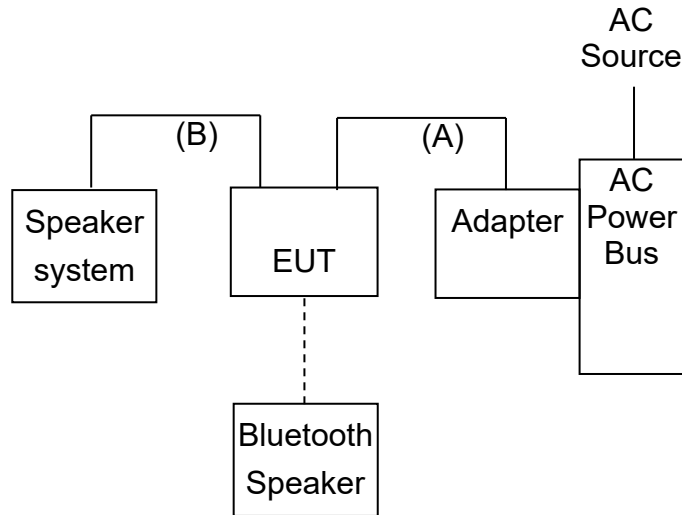 AC
Source
(B)
(A)
Speaker
system
EUT
Adapter
AC
Power
Bus
Bluetooth
Speaker